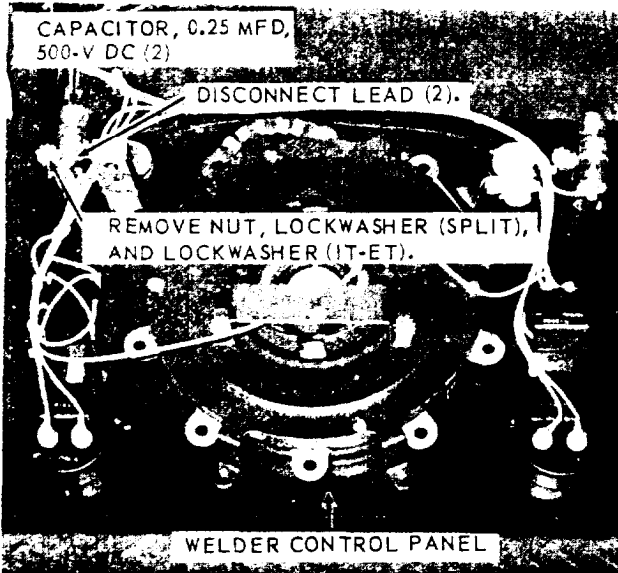 CAPACITOR, 0.25 MFD,
500-V DC (2)
DISCONNECT LEAD (2).
REMOVE NUT, LOCKWASHER (SPLIT),
AND LOCKWASHER (IT-ET).
WELDER CONTROL PANEL